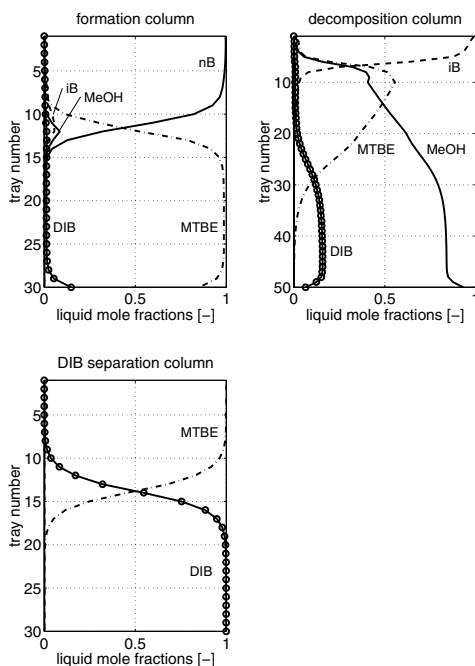 formation column
5
10
15
20
25
30
0
0.5
1
tray number
liquid mole fractions [−]
nB
iB
MeOH
DIB
MTBE
decomposition column
10
20
30
40
50
0
0.5
1
tray number
liquid mole fractions [−]
iB
MTBE
MeOH
DIB
DIB separation column
5
10
15
20
25
30
0
0.5
1
tray number
liquid mole fractions [−]
MTBE
DIB